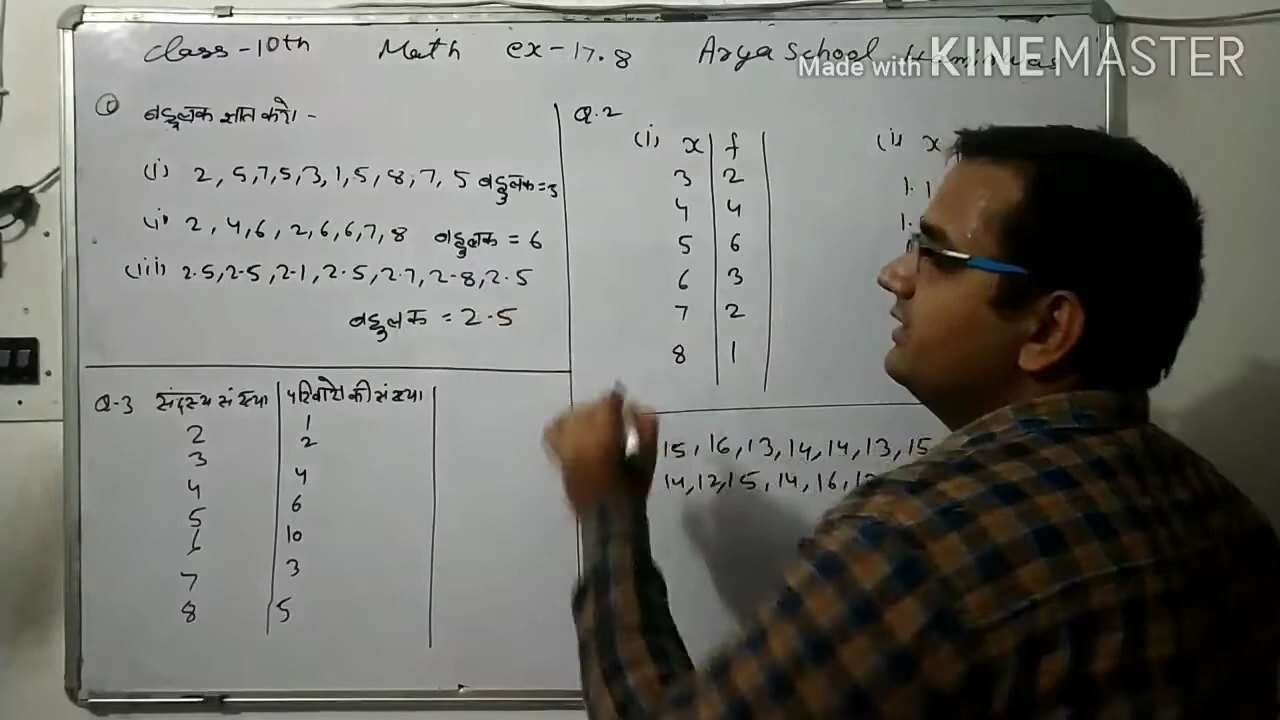 Class - 10th Math ex - 17.8 Arya School
Made with KINEMASTER
① बहुलक ज्ञात करो। -
(i) 2, 5, 7, 5, 3, 1, 5, 8, 7, 5 बहुलक = 5
(ii) 2, 4, 6, 2, 6, 6, 7, 8 बहुलक = 6
(iii) 2.5, 2.5, 2.1, 2.5, 2.7, 2.8, 2.5
बहुलक = 2.5
Q.2
(i) x f
3 2
4 4
5 6
6 3
7 2
8 1
(ii) x
1.1
1.
Q-3 सदस्य संख्या परिवारो की संख्या
2 1
3 2
4 4
5 6
6 10
7 3
8 5
15, 16, 13, 14, 14, 13, 15
14, 12, 15, 14, 16, 13